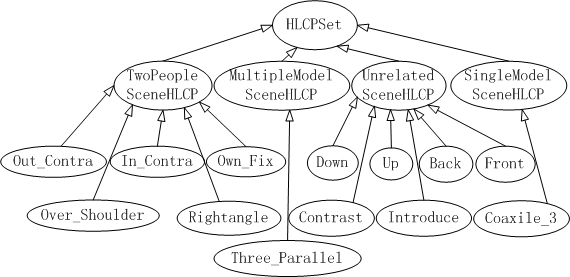 HLCPSet
TwoPeople
SceneHLCP
MultipleModel
SceneHLCP
Unrelated
SceneHLCP
SingleModel
SceneHLCP
Out_Contra
In_Contra
Own_Fix
Down
Up
Back
Front
Over_Shoulder
Rightangle
Contrast
Introduce
Coaxile_3
Three_Parallel